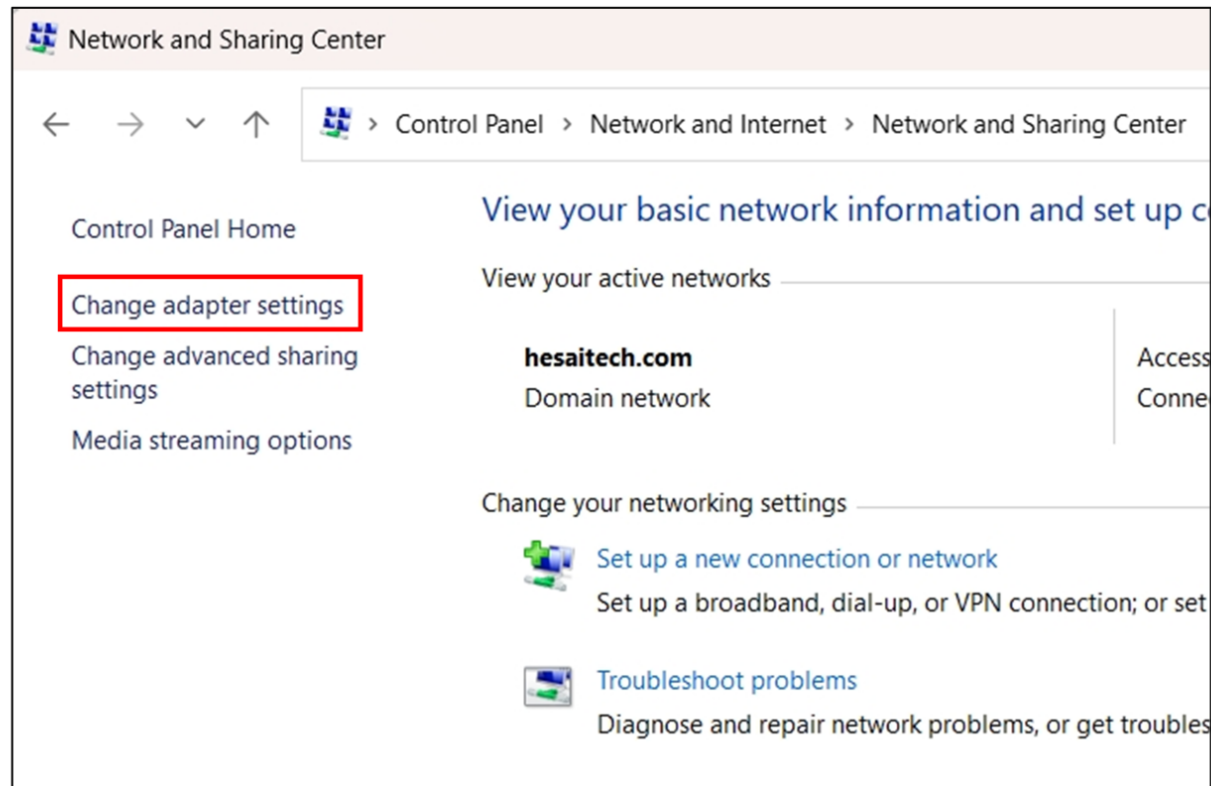 Network and Sharing Center
Control Panel > Network and Internet > Network and Sharing Center
Control Panel Home
Change adapter settings
Change advanced sharing
settings
Media streaming options
View your basic network information and set up
View your active networks
hesaitech.com
Domain network
Access
Change your networking settings
Set up a new connection or network
Set up a broadband, dial-up, or VPN connection; or set
Troubleshoot problems
Diagnose and repair network problems, or get